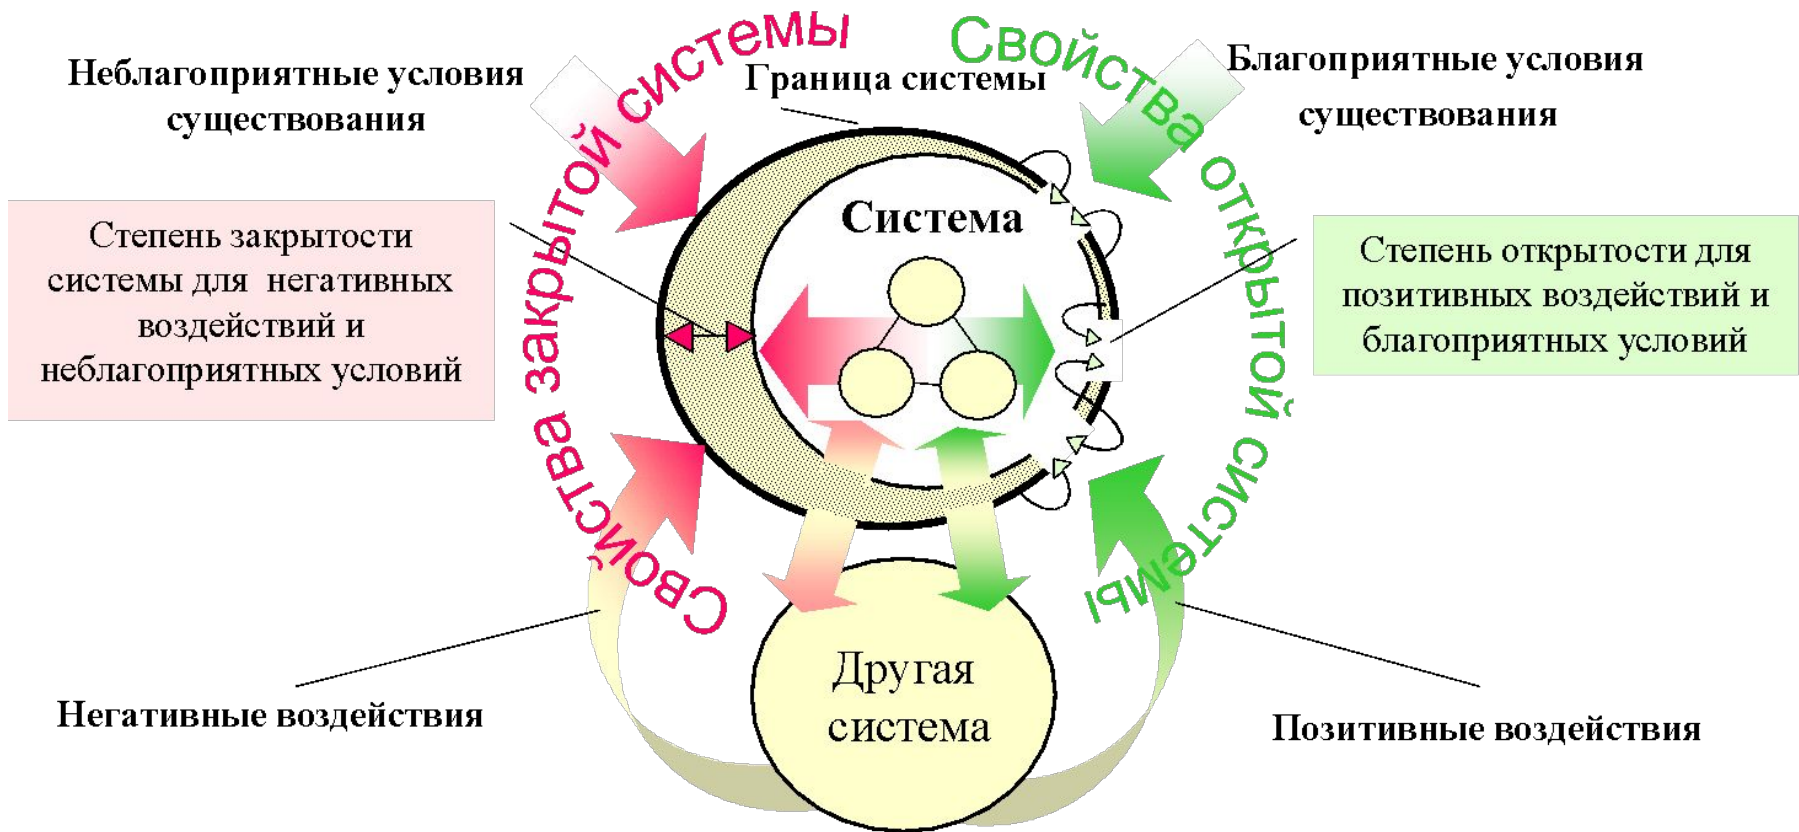 Свойства закрытой системы
Свойства открытой системы
Неблагоприятные условия
существования
Граница системы
Благоприятные условия
существования
Степень закрытости
системы для негативных
воздействий и
неблагоприятных условий
Система
Степень открытости для
позитивных воздействий и
благоприятных условий
Другая
система
Негативные воздействия
Позитивные воздействия